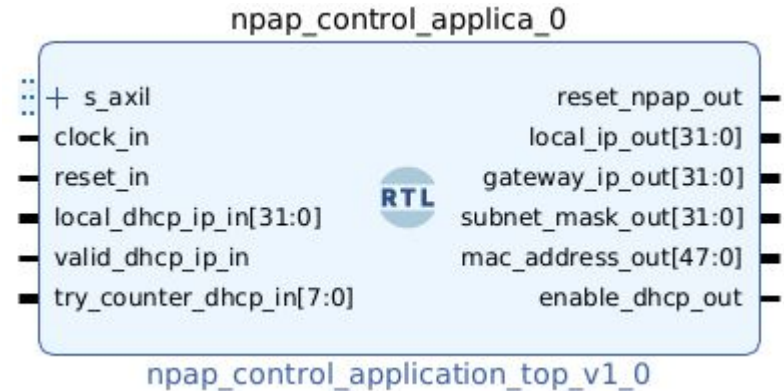 npap_control_applica_0
s_axil
reset_npap_out
clock_in
local_ip_out[31:0]
reset_in
gateway_ip_out[31:0]
RTL
local_dhcp_ip_in[31:0]
subnet_mask_out[31:0]
valid_dhcp_ip_in
mac_address_out[47:0]
try_counter_dhcp_in[7:0]
enable_dhcp_out
npap_control_application_top_v1_0